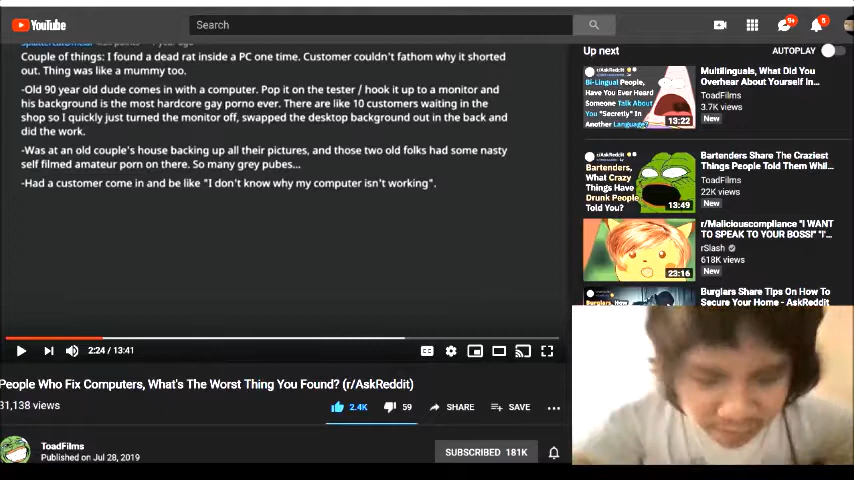 YouTube
Search
9+
6
Couple of things: I found a dead rat inside a PC one time. Customer couldn't fathom why it shorted
out. Thing was like a mummy too.
-Old 90 year old dude comes in with a computer. Pop it on the tester / hook it up to a monitor and
his background is the most hardcore gay porno ever. There are like 10 customers waiting in the
shop so I quickly just turned the monitor off, swapped the desktop background out in the back and
did the work.
-Was at an old couple's house backing up all their pictures, and those two old folks had some nasty
self filmed amateur porn on there. So many grey pubes...
-Had a customer come in and be like "I don't know why my computer isn't working".
2:24 / 13:41
People Who Fix Computers, What's The Worst Thing You Found? (r/AskReddit)
31,138 views
2.4K
59
SHARE
SAVE
ToadFilms
Published on Jul 28, 2019
SUBSCRIBED 181K
Up next
AUTOPLAY
r/AskReddit
Bi-Lingual People,
Have You Ever Heard
Someone Talk About
You "Secretly" In
Another Language?
13:22
Multilinguals, What Did You
Overhear About Yourself In...
ToadFilms
3.7K views
New
r/AskReddit
Bartenders,
What Crazy
Things Have
Drunk People
Told You?
13:49
Bartenders Share The Craziest
Things People Told Them Whil...
ToadFilms
22K views
New
23:16
r/Maliciouscompliance "I WANT
TO SPEAK TO YOUR BOSS!" "I'...
rSlash
618K views
New
Burglars, How
Burglars Share Tips On How To
Secure Your Home - AskReddit